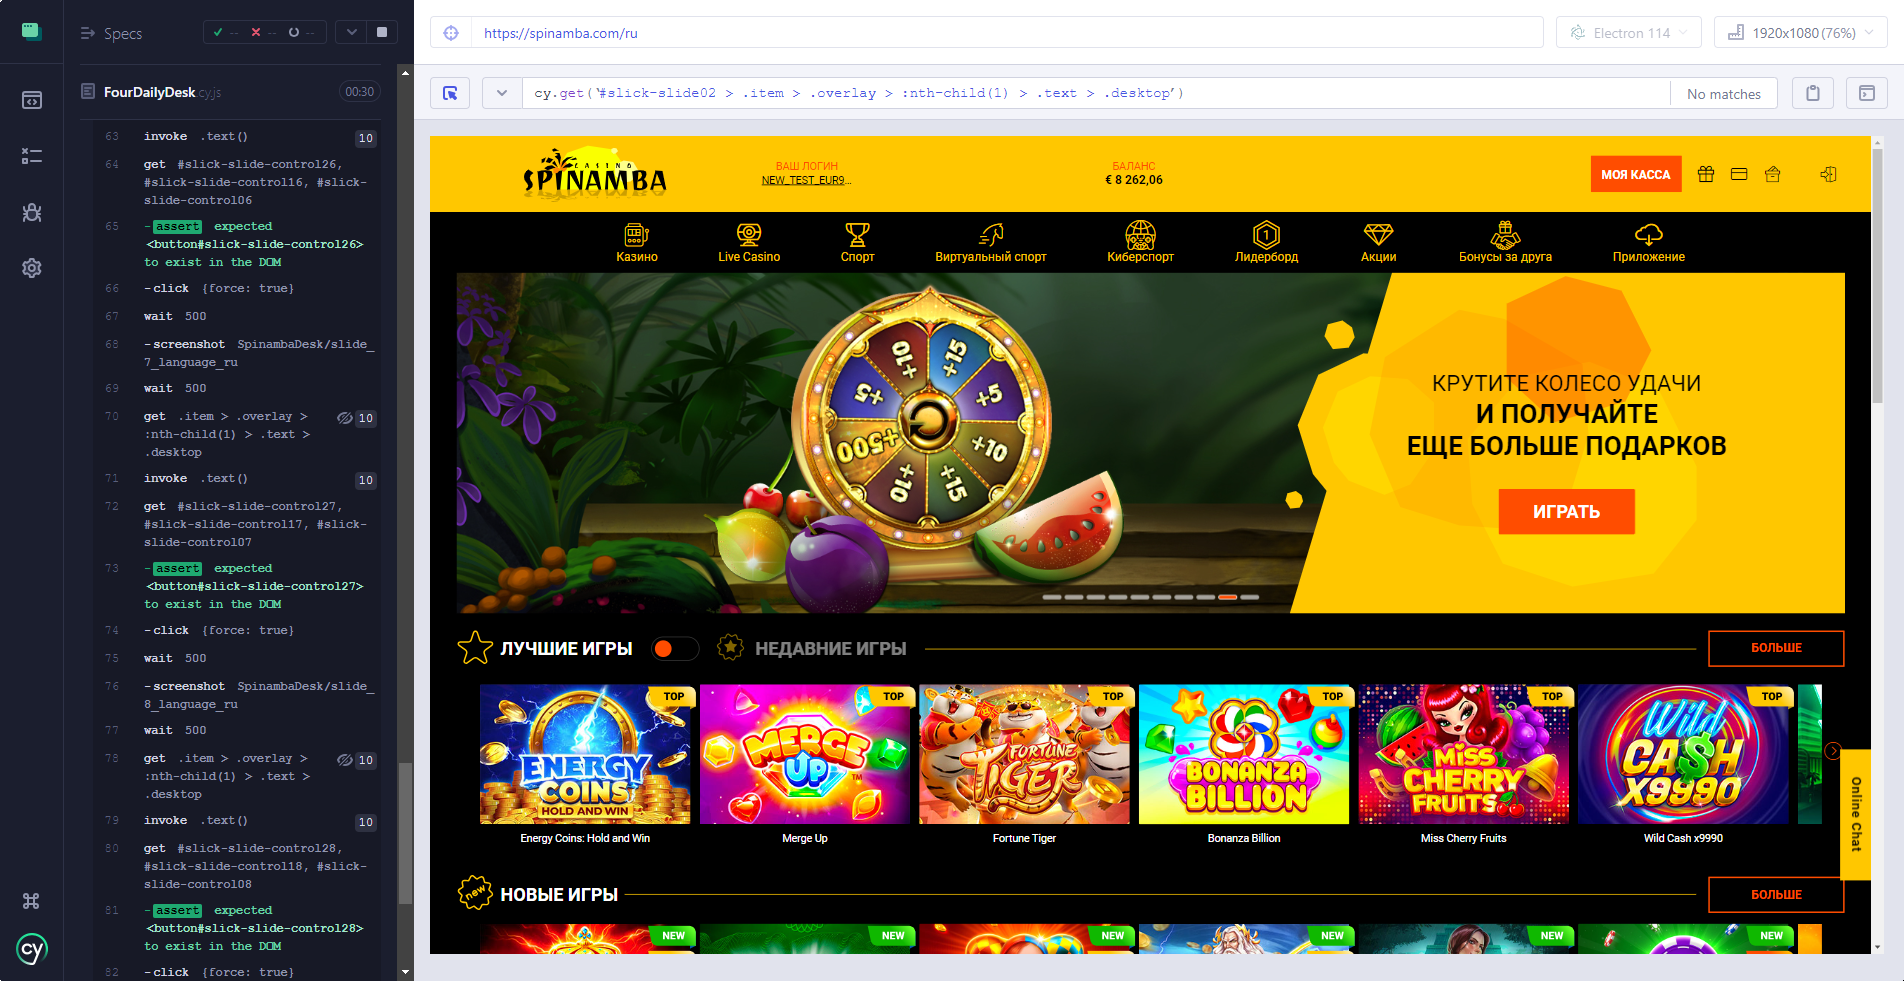 Specs
--
--
--
https://spinamba.com/ru
Electron 114
1920x1080 (76%)
FourDailyDesk.cy.js
00:30
cy.get('#slick-slide02 > .item > .overlay > :nth-child(1) > .text > .desktop')
No matches
63 invoke .text() 10
64 get #slick-slide-control26,
#slick-slide-control16, #slick-
slide-control06
65 -assert expected
<button#slick-slide-control26>
to exist in the DOM
66 -click {force: true}
67 wait 500
68 -screenshot SpinambaDesk/slide_
7_language_ru
69 wait 500
70 get .item > .overlay > 10
:nth-child(1) > .text >
.desktop
71 invoke .text() 10
72 get #slick-slide-control27,
#slick-slide-control17, #slick-
slide-control07
73 -assert expected
<button#slick-slide-control27>
to exist in the DOM
74 -click {force: true}
75 wait 500
76 -screenshot SpinambaDesk/slide_
8_language_ru
77 wait 500
78 get .item > .overlay > 10
:nth-child(1) > .text >
.desktop
79 invoke .text() 10
80 get #slick-slide-control28,
#slick-slide-control18, #slick-
slide-control08
81 -assert expected
<button#slick-slide-control28>
to exist in the DOM
82 -click {force: true}
cy
CASINO
SPINAMBA
ВАШ ЛОГИН
NEW_TEST_EUR9...
БАЛАНС
€ 8 262,06
МОЯ КАССА
Казино
Live Casino
Спорт
Виртуальный спорт
Киберспорт
1
Лидерборд
Акции
Бонусы за друга
Приложение
+10
+15
+5
+5
+500
+10
+10
+15
КРУТИТЕ КОЛЕСО УДАЧИ
И ПОЛУЧАЙТЕ
ЕЩЕ БОЛЬШЕ ПОДАРКОВ
ИГРАТЬ
ЛУЧШИЕ ИГРЫ
НЕДАВНИЕ ИГРЫ
БОЛЬШЕ
TOP
TOP
TOP
TOP
TOP
TOP
ENERGY
COINS
HOLD AND WIN
MERGE
UP™
FORTUNE
TIGER
BONANZA
BILLION
MISS
CHERRY
FRUITS
Wild
CA$H
X9990
Energy Coins: Hold and Win
Merge Up
Fortune Tiger
Bonanza Billion
Miss Cherry Fruits
Wild Cash x9990
Online Chat
new
НОВЫЕ ИГРЫ
БОЛЬШЕ
NEW
NEW
NEW
NEW
NEW
NEW